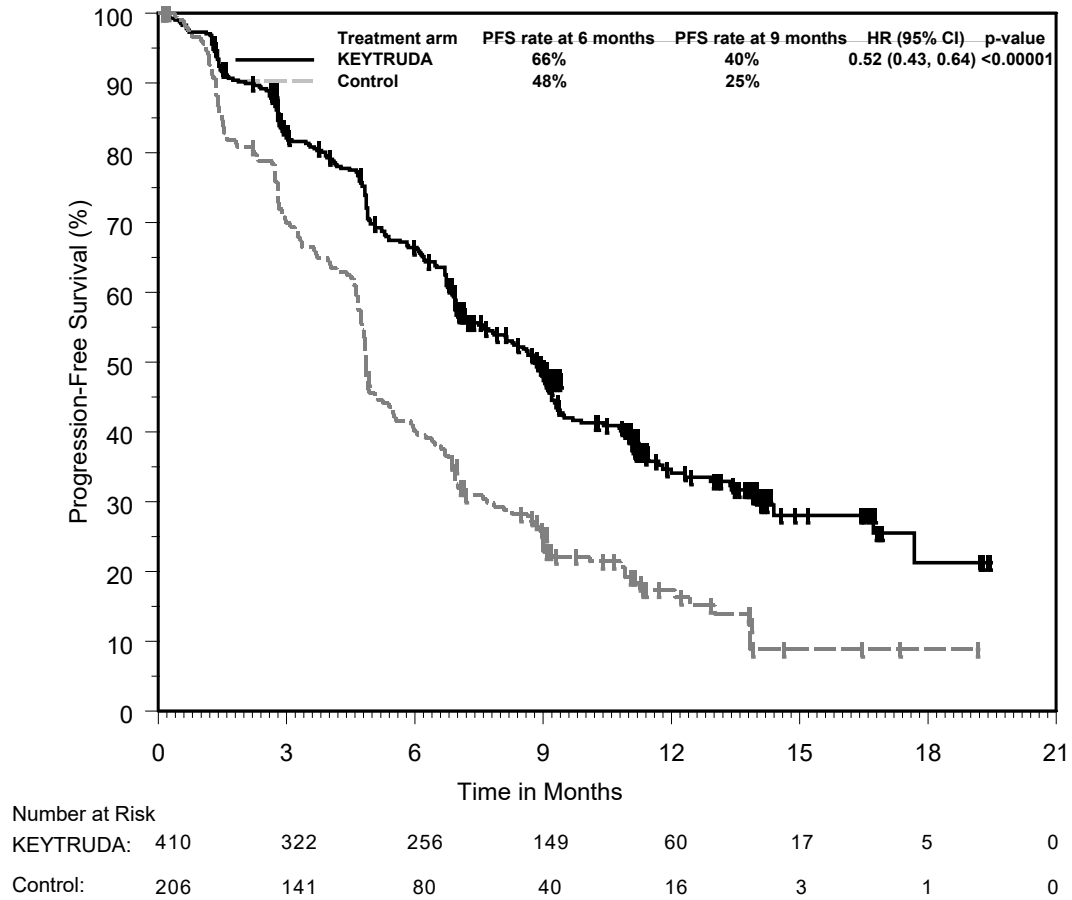 Treatment arm PFS rate at 6 months PFS rate at 9 months HR (95% CI) p-value
KEYTRUDA 66% 40% 0.52 (0.43, 0.64) <0.00001
Control 48% 25%
Progression-Free Survival (%)
100
90
80
70
60
50
40
30
20
10
0
0 3 6 9 12 15 18 21
Time in Months
Number at Risk
KEYTRUDA: 410 322 256 149 60 17 5 0
Control: 206 141 80 40 16 3 1 0